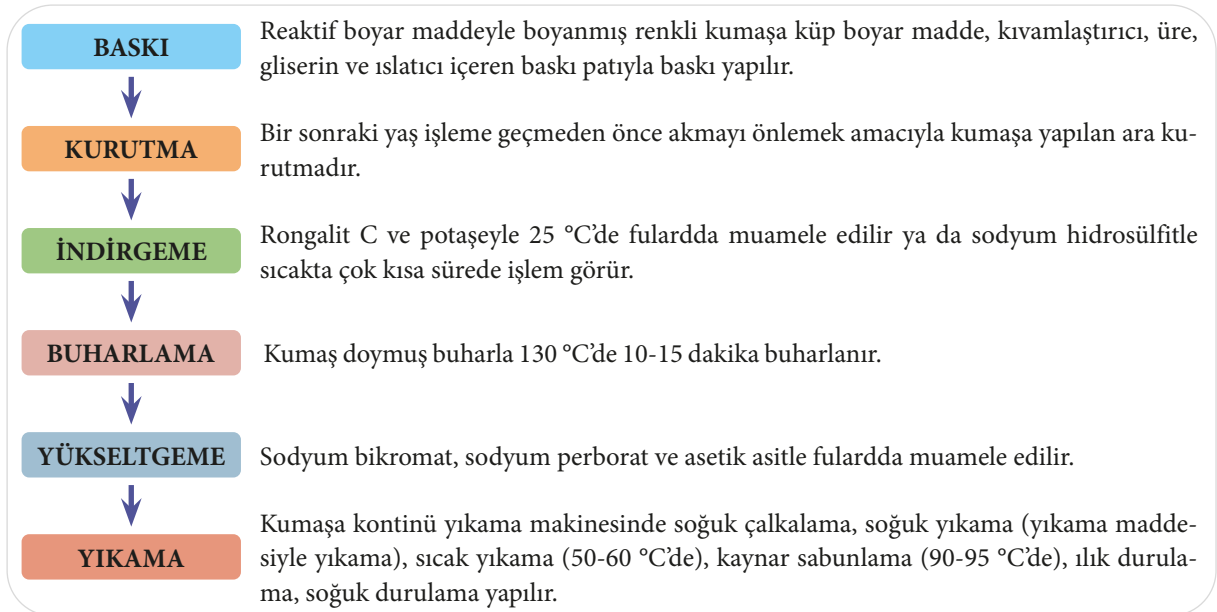 BASKI
Reaktif boyar maddeyle boyanmış renkli kumaşa küp boyar madde, kıvamlaştırıcı, üre,
gliserin ve ıslatıcı içeren baskı patıyla baskı yapılır.
KURUTMA
Bir sonraki yaş işleme geçmeden önce akmayı önlemek amacıyla kumaşa yapılan ara ku-
rutmadır.
İNDİRGEME
Rongalit C ve potaşeyle 25 °C’de fulardda muamele edilir ya da sodyum hidrosülfitle
sıcakta çok kısa sürede işlem görür.
BUHARLAMA
Kumaş doymuş buharla 130 °C’de 10-15 dakika buharlanır.
YÜKSELTGEME
Sodyum bikromat, sodyum perborat ve asetik asitle fulardda muamele edilir.
YIKAMA
Kumaşa kontinü yıkama makinesinde soğuk çalkalama, soğuk yıkama (yıkama madde-
siyle yıkama), sıcak yıkama (50-60 °C’de), kaynar sabunlama (90-95 °C’de), ılık durula-
ma, soğuk durulama yapılır.